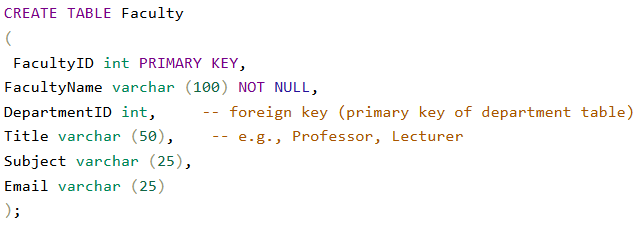 CREATE TABLE Faculty
(
FacultyID int PRIMARY KEY,
FacultyName varchar (100) NOT NULL,
DepartmentID int, -- foreign key (primary key of department table)
Title varchar (50), -- e.g., Professor, Lecturer
Subject varchar (25),
Email varchar (25)
);